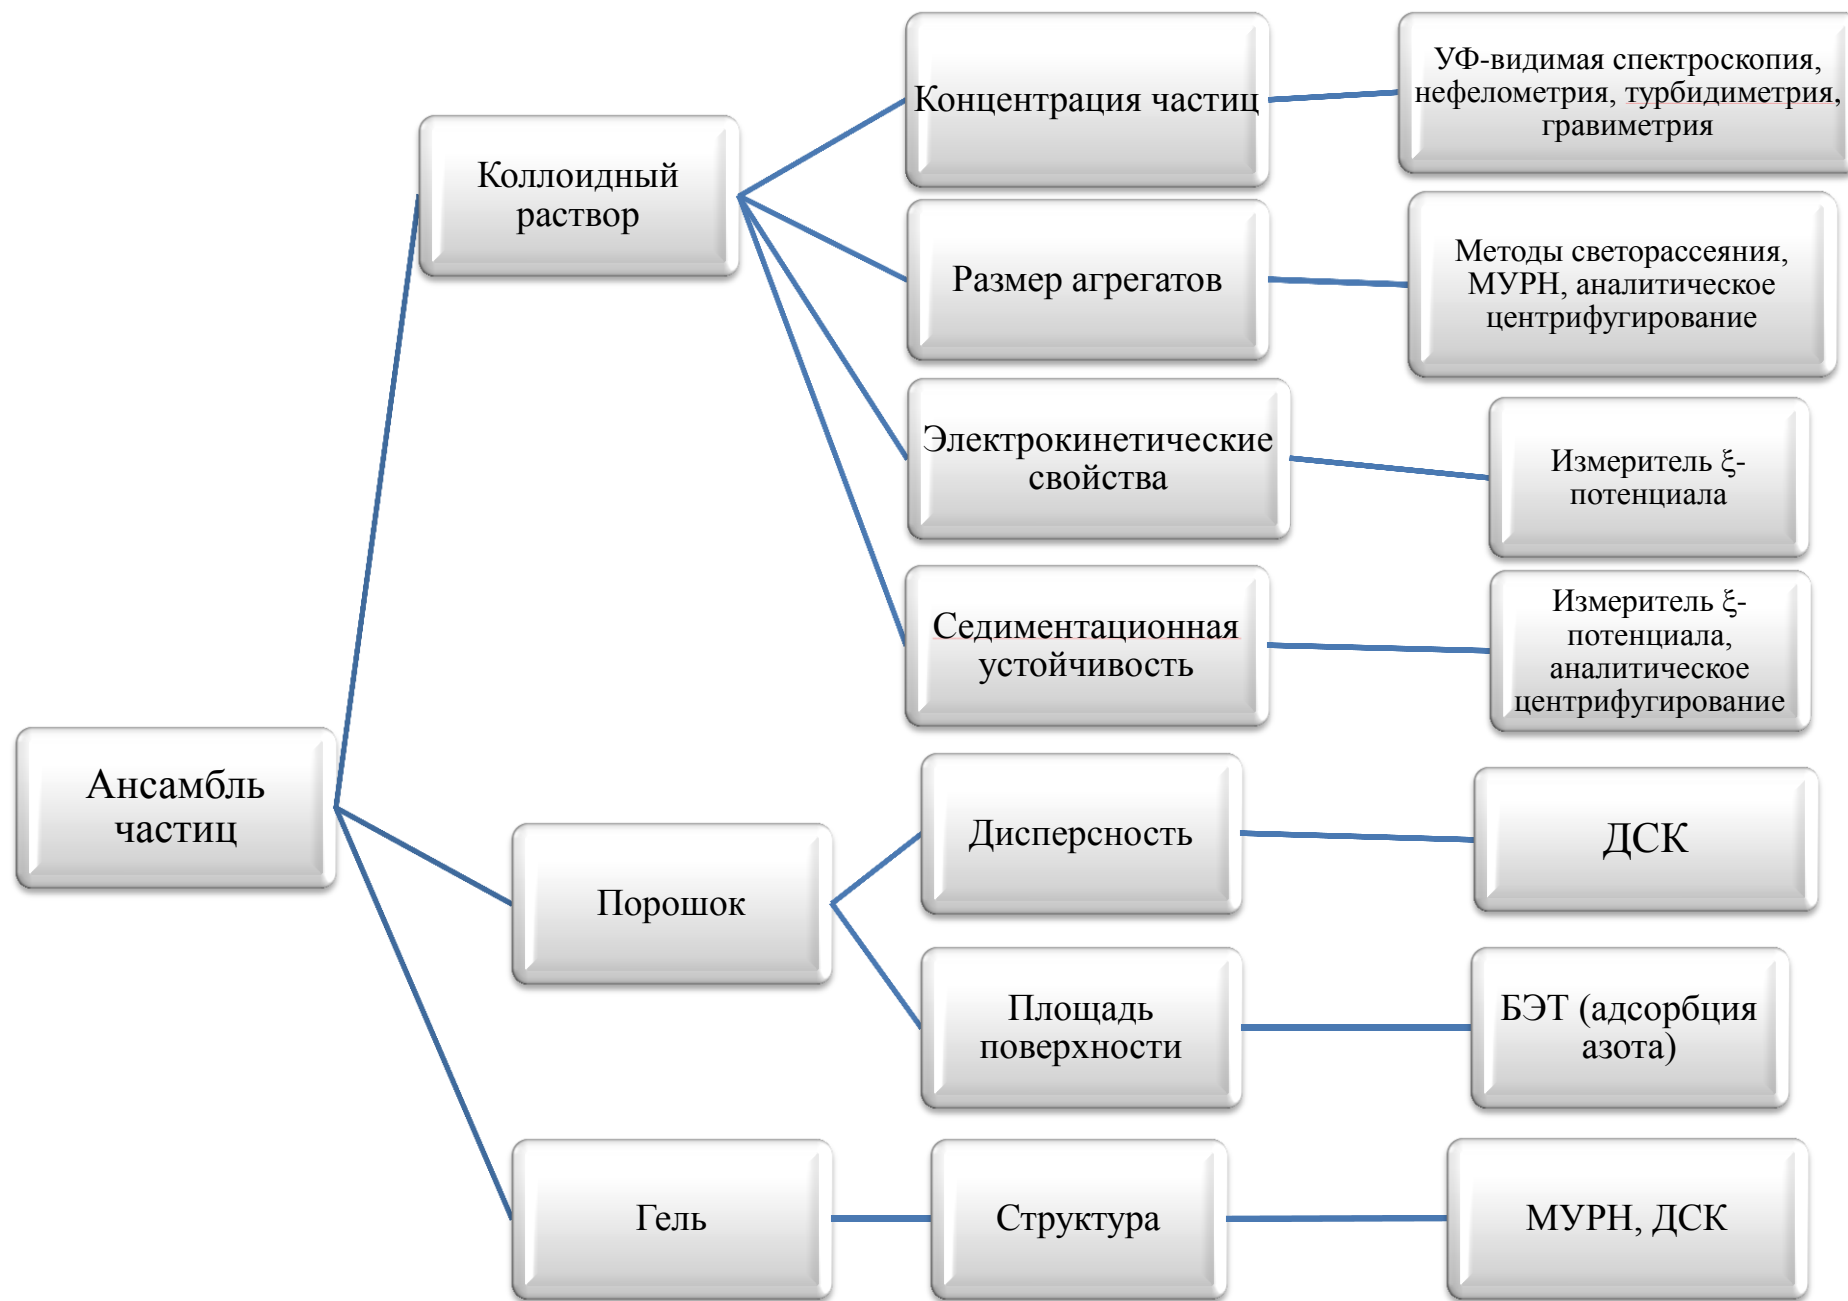 Ансамбль
частиц
Коллоидный
раствор
Концентрация частиц
УФ-видимая спектроскопия,
нефелометрия, турбидиметрия,
гравиметрия
Размер агрегатов
Методы светорассеяния,
МУРН, аналитическое
центрифугирование
Электрокинетические
свойства
Измеритель ξ-
потенциала
Седиментационная
устойчивость
Измеритель ξ-
потенциала,
аналитическое
центрифугирование
Порошок
Дисперсность
ДСК
Площадь
поверхности
БЭТ (адсорбция
азота)
Гель
Структура
МУРН, ДСК